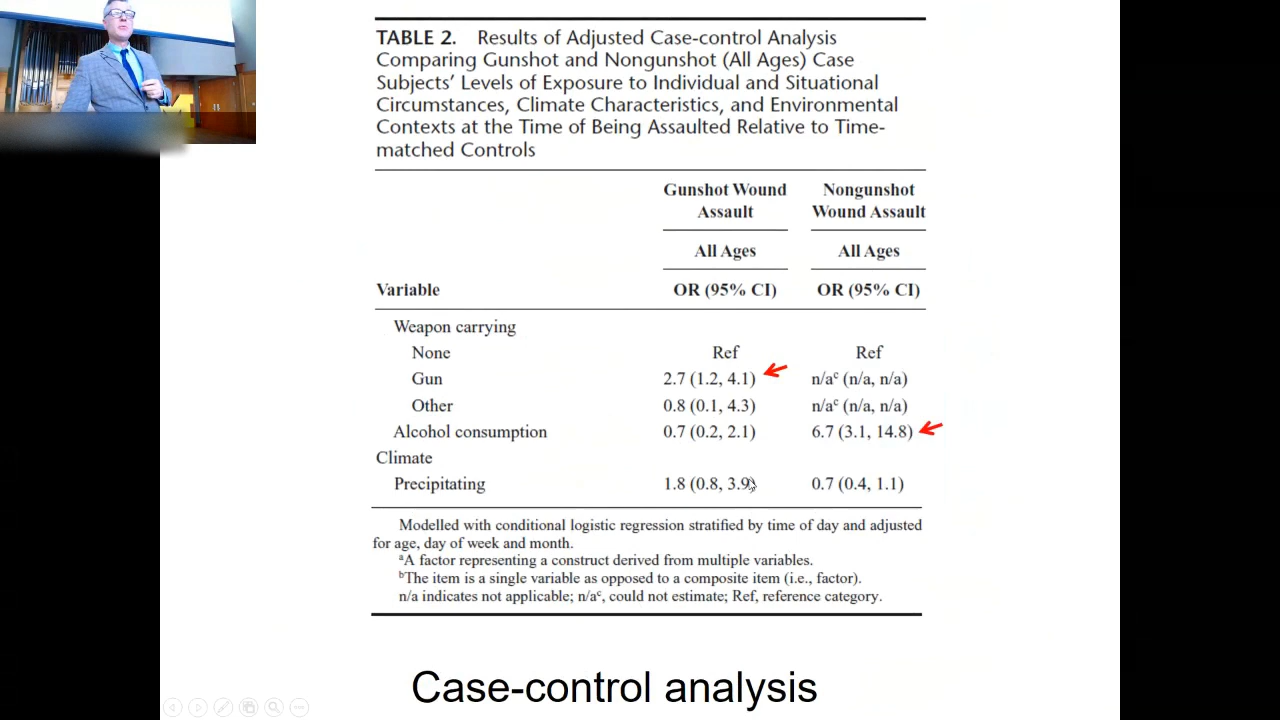 TABLE 2. Results of Adjusted Case-control Analysis
Comparing Gunshot and Nongunshot (All Ages) Case
Subjects’ Levels of Exposure to Individual and Situational
Circumstances, Climate Characteristics, and Environmental
Contexts at the Time of Being Assaulted Relative to Time-
matched Controls
Gunshot Wound Assault Nongunshot Wound Assault
All Ages All Ages
Variable OR (95% CI) OR (95% CI)
Weapon carrying
None Ref Ref
Gun 2.7 (1.2, 4.1) n/aᶜ (n/a, n/a)
Other 0.8 (0.1, 4.3) n/aᶜ (n/a, n/a)
Alcohol consumption 0.7 (0.2, 2.1) 6.7 (3.1, 14.8)
Climate
Precipitating 1.8 (0.8, 3.9) 0.7 (0.4, 1.1)
Modelled with conditional logistic regression stratified by time of day and adjusted
for age, day of week and month.
ᵃA factor representing a construct derived from multiple variables.
ᵇThe item is a single variable as opposed to a composite item (i.e., factor).
n/a indicates not applicable; n/aᶜ, could not estimate; Ref, reference category.
Case-control analysis